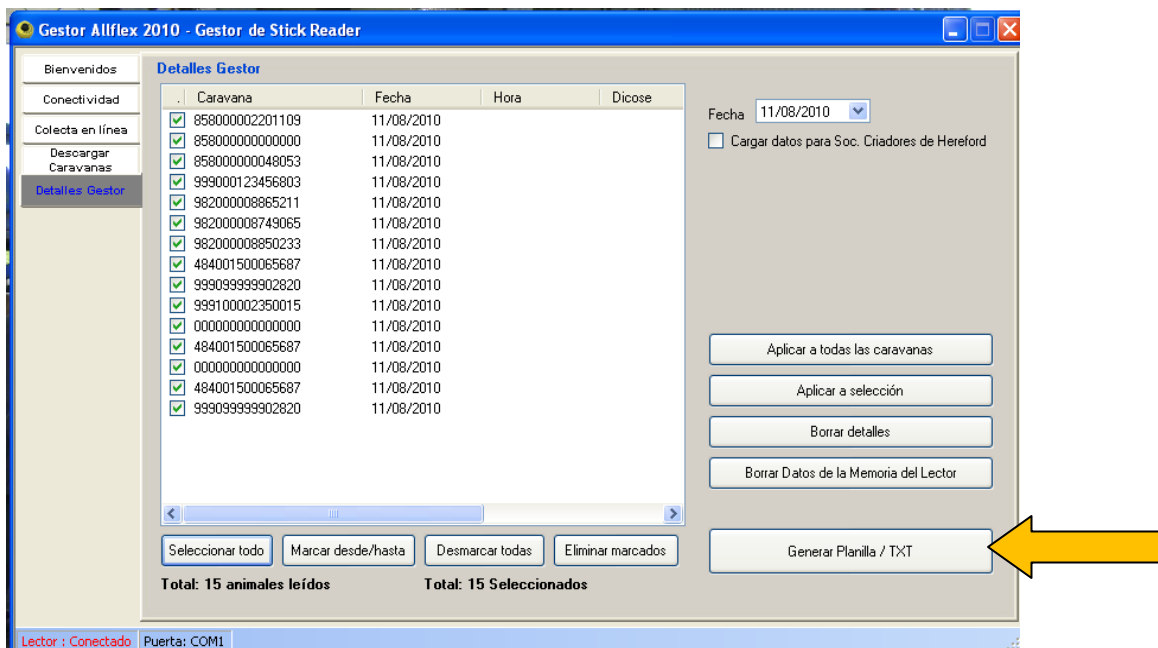 Gestor Allflex 2010 - Gestor de Stick Reader
Bienvenidos
Conectividad
Colecta en línea
Descargar
Caravanas
Detalles Gestor
Detalles Gestor
. Caravana Fecha Hora Dicose
858000002201109 11/08/2010
858000000000000 11/08/2010
858000000048053 11/08/2010
999000123456803 11/08/2010
982000008865211 11/08/2010
982000008749065 11/08/2010
982000008850233 11/08/2010
484001500065687 11/08/2010
999099999902820 11/08/2010
999100002350015 11/08/2010
000000000000000 11/08/2010
484001500065687 11/08/2010
000000000000000 11/08/2010
484001500065687 11/08/2010
999099999902820 11/08/2010
Seleccionar todo Marcar desde/hasta Desmarcar todas Eliminar marcados
Total: 15 animales leídos Total: 15 Seleccionados
Fecha 11/08/2010
Cargar datos para Soc. Criadores de Hereford
Aplicar a todas las caravanas
Aplicar a selección
Borrar detalles
Borrar Datos de la Memoria del Lector
Generar Planilla / TXT
Lector : Conectado Puerta: COM1